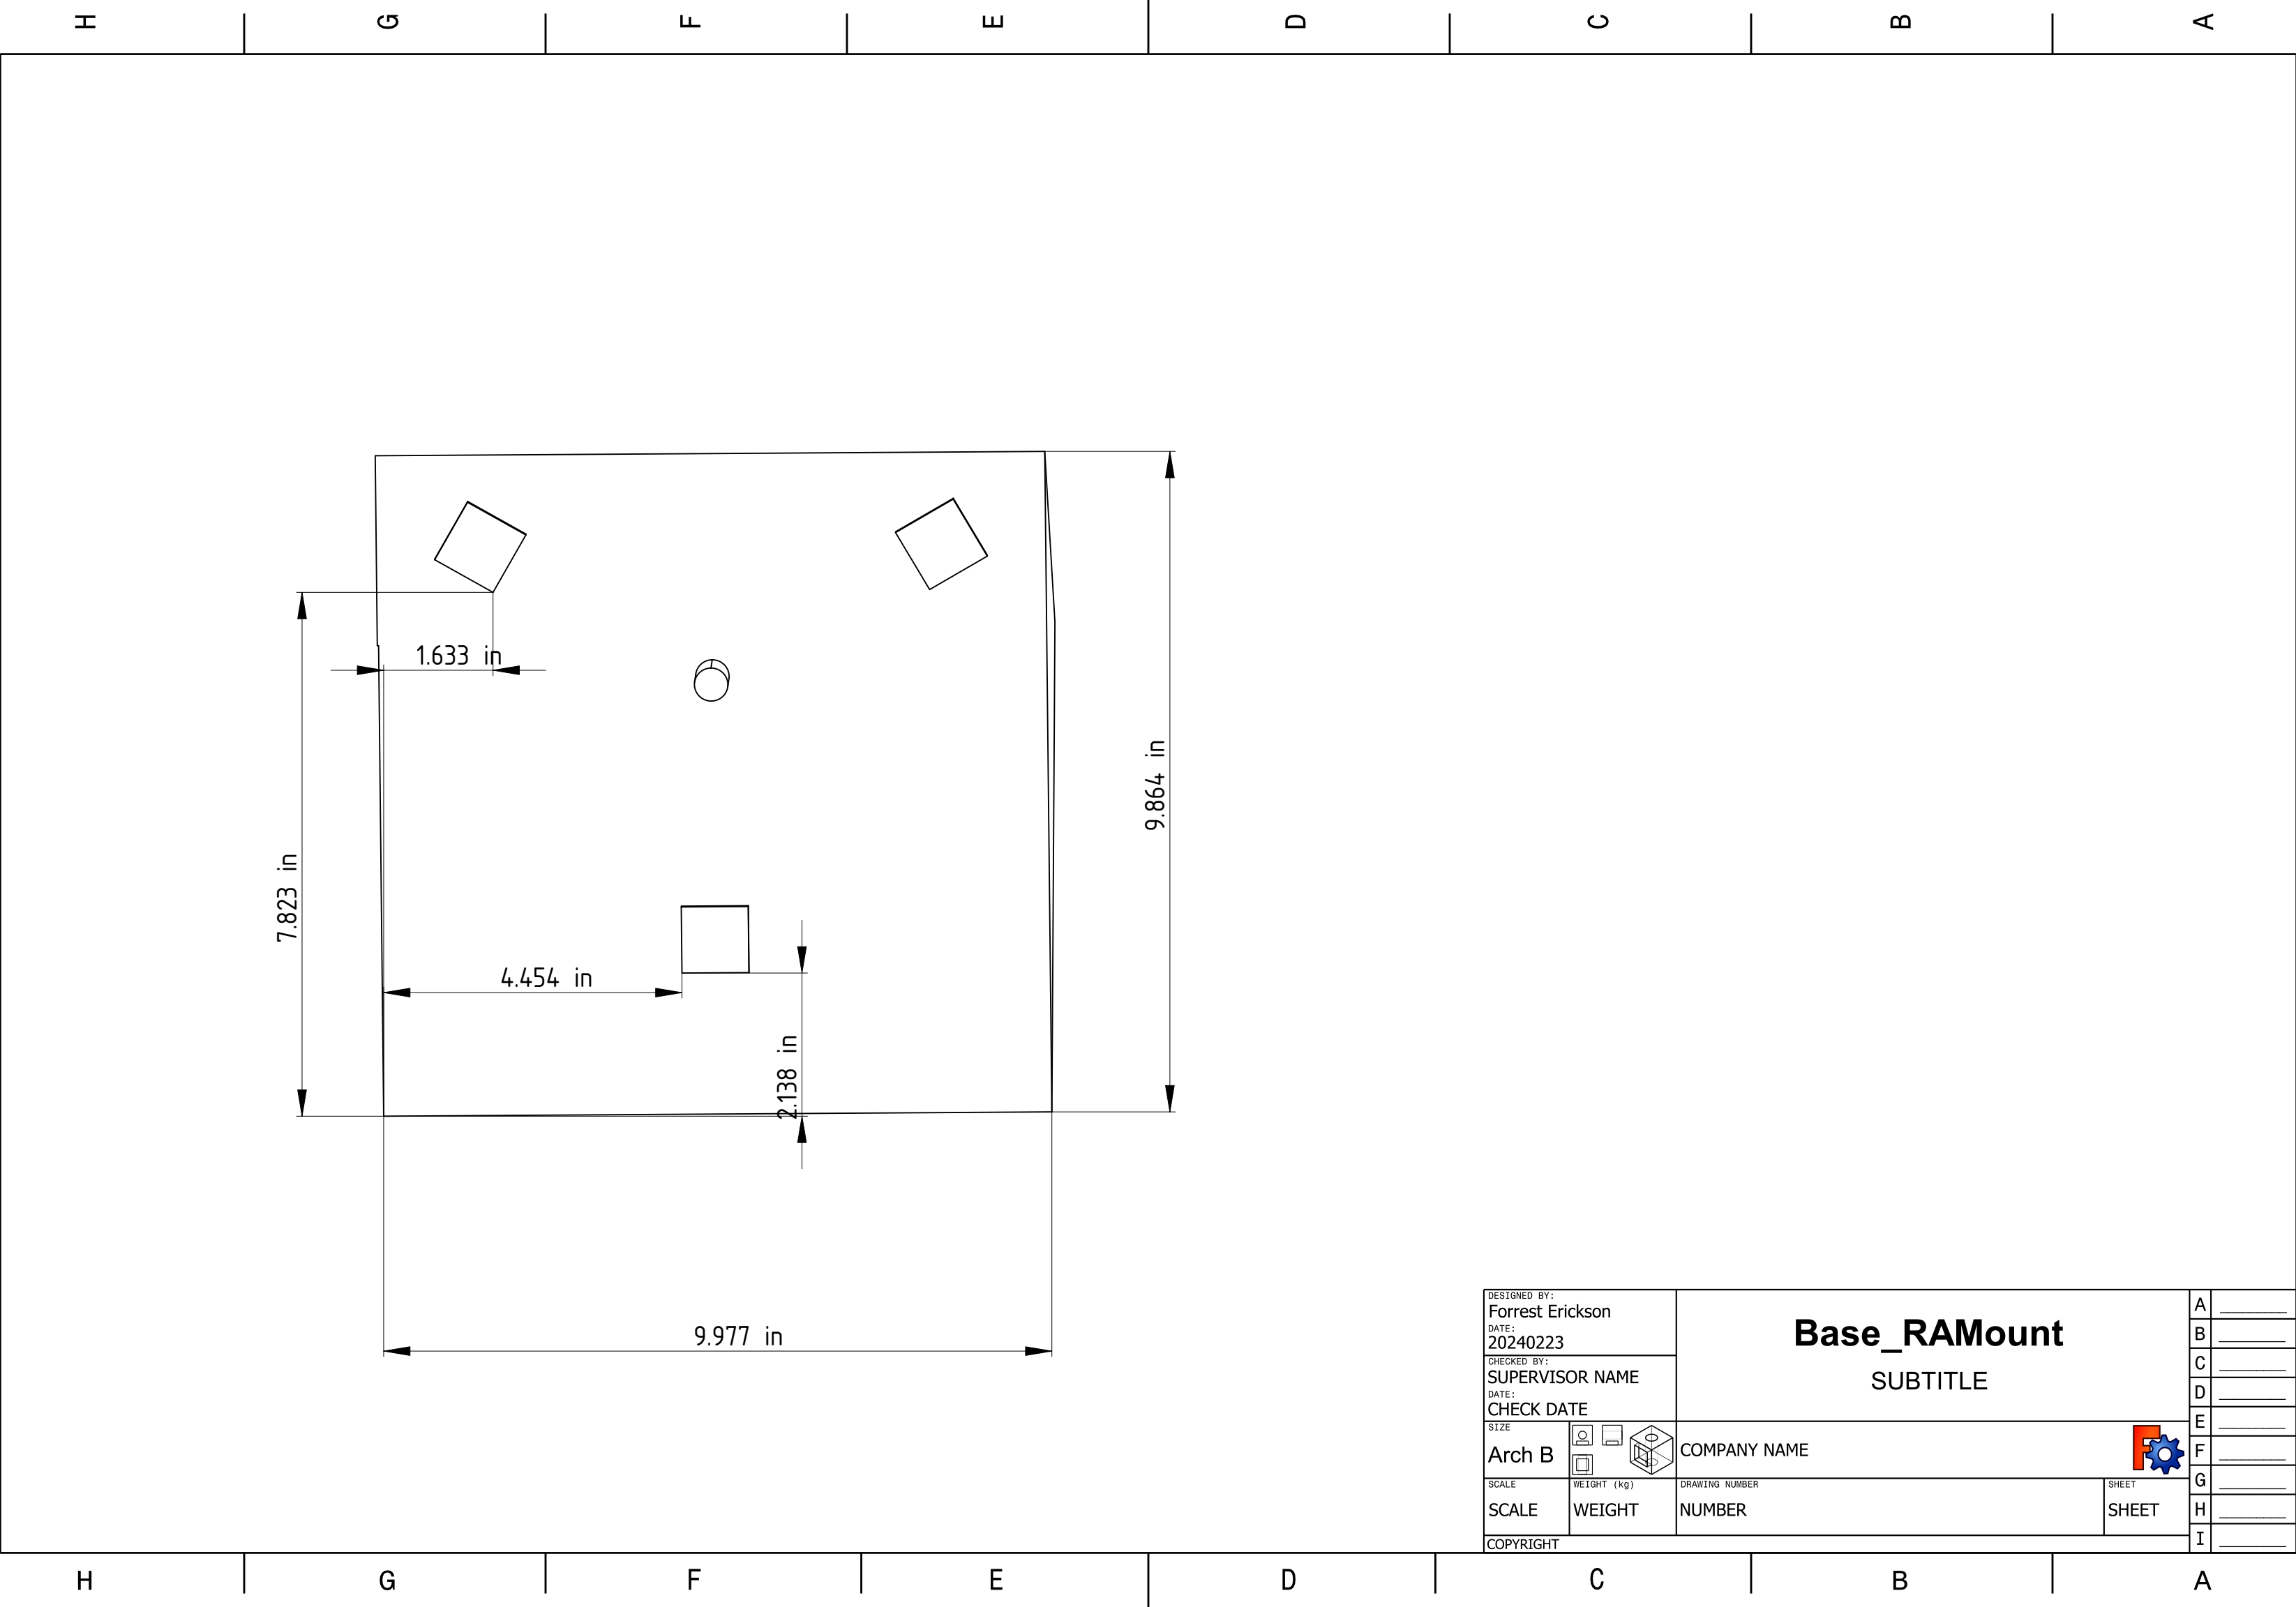 H G F E D C B A
1.633 in
9.864 in
7.823 in
4.454 in
2.138 in
9.977 in
DESIGNED BY:
Forrest Erickson
DATE:
20240223
CHECKED BY:
SUPERVISOR NAME
DATE:
CHECK DATE
Base_RAMount
SUBTITLE
SIZE
Arch B
COMPANY NAME
SCALE
SCALE
WEIGHT (kg)
WEIGHT
DRAWING NUMBER
NUMBER
SHEET
SHEET
COPYRIGHT
A
B
C
D
E
F
G
H
I
H G F E D C B A